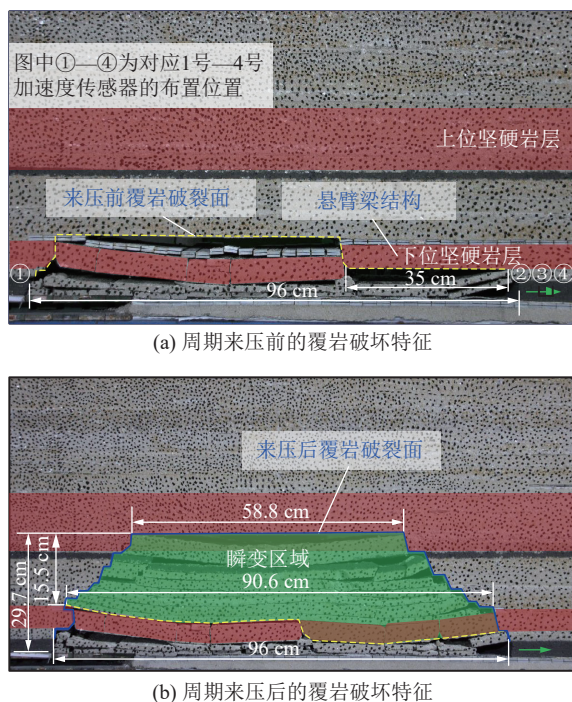 图中①—④为对应1号—4号
加速度传感器的布置位置
上位坚硬岩层
来压前覆岩破裂面
悬臂梁结构
下位坚硬岩层
①
②③④
35 cm
96 cm
(a) 周期来压前的覆岩破坏特征
来压后覆岩破裂面
58.8 cm
瞬变区域
15.5 cm
29.7 cm
90.6 cm
96 cm
(b) 周期来压后的覆岩破坏特征